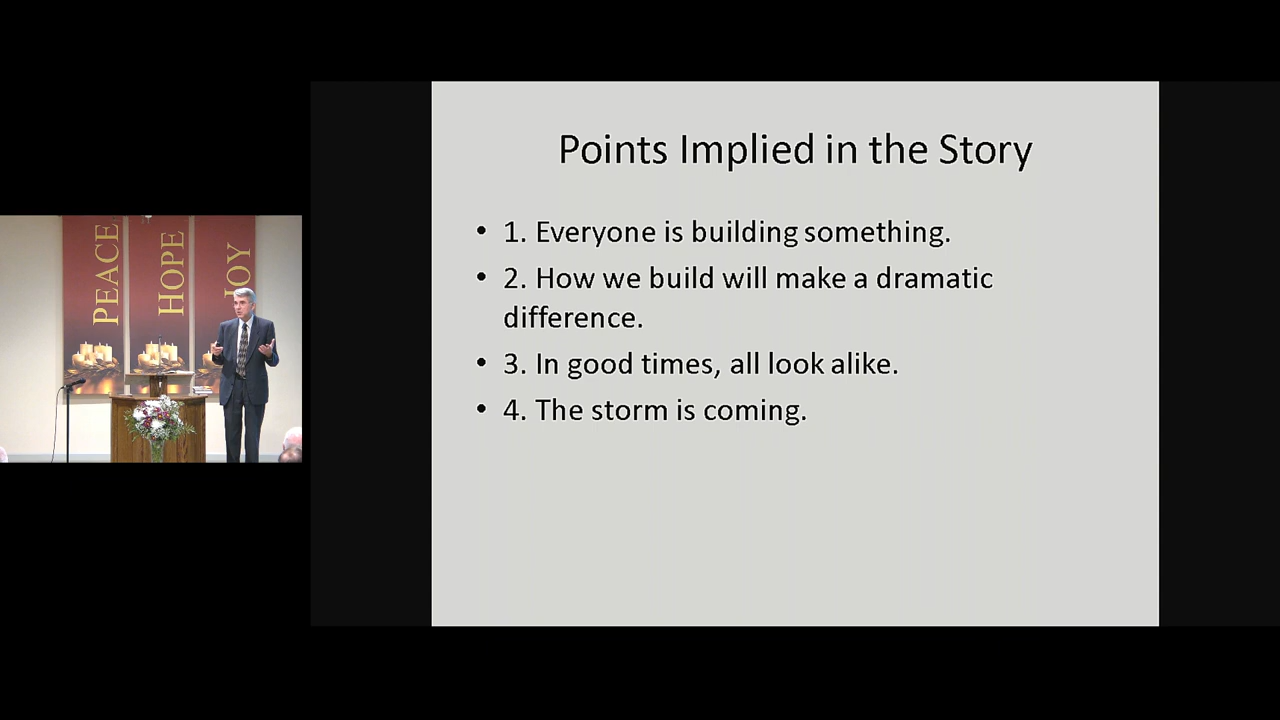 PEACE
HOPE
JOY
Points Implied in the Story
• 1. Everyone is building something.
• 2. How we build will make a dramatic
difference.
• 3. In good times, all look alike.
• 4. The storm is coming.